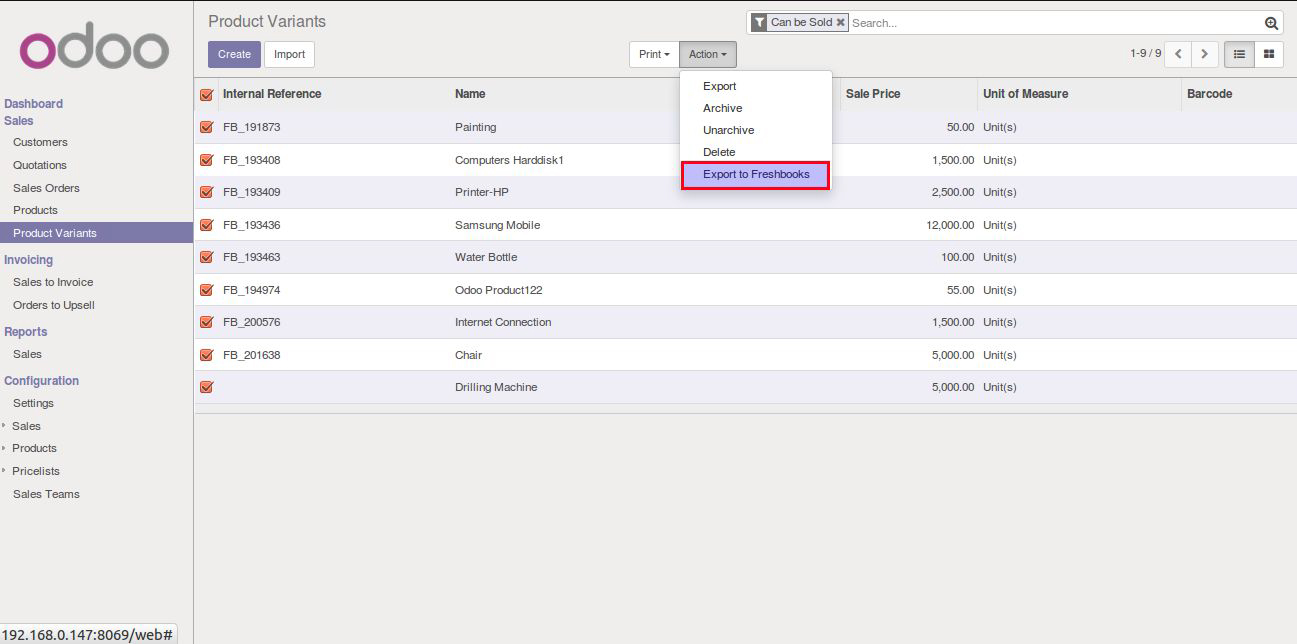 odoo
Dashboard
Sales
Customers
Quotations
Sales Orders
Products
Product Variants
Invoicing
Sales to Invoice
Orders to Upsell
Reports
Sales
Configuration
Settings
Sales
Products
Pricelists
Sales Teams
192.168.0.147:8069/web#
Product Variants
Can be Sold Search...
Create Import Print Action 1-9 / 9
Export
Archive
Unarchive
Delete
Export to Freshbooks
Internal Reference Name Sale Price Unit of Measure Barcode
FB_191873 Painting 50.00 Unit(s)
FB_193408 Computers Harddisk1 1,500.00 Unit(s)
FB_193409 Printer-HP 2,500.00 Unit(s)
FB_193436 Samsung Mobile 12,000.00 Unit(s)
FB_193463 Water Bottle 100.00 Unit(s)
FB_194974 Odoo Product122 55.00 Unit(s)
FB_200576 Internet Connection 1,500.00 Unit(s)
FB_201638 Chair 5,000.00 Unit(s)
Drilling Machine 5,000.00 Unit(s)